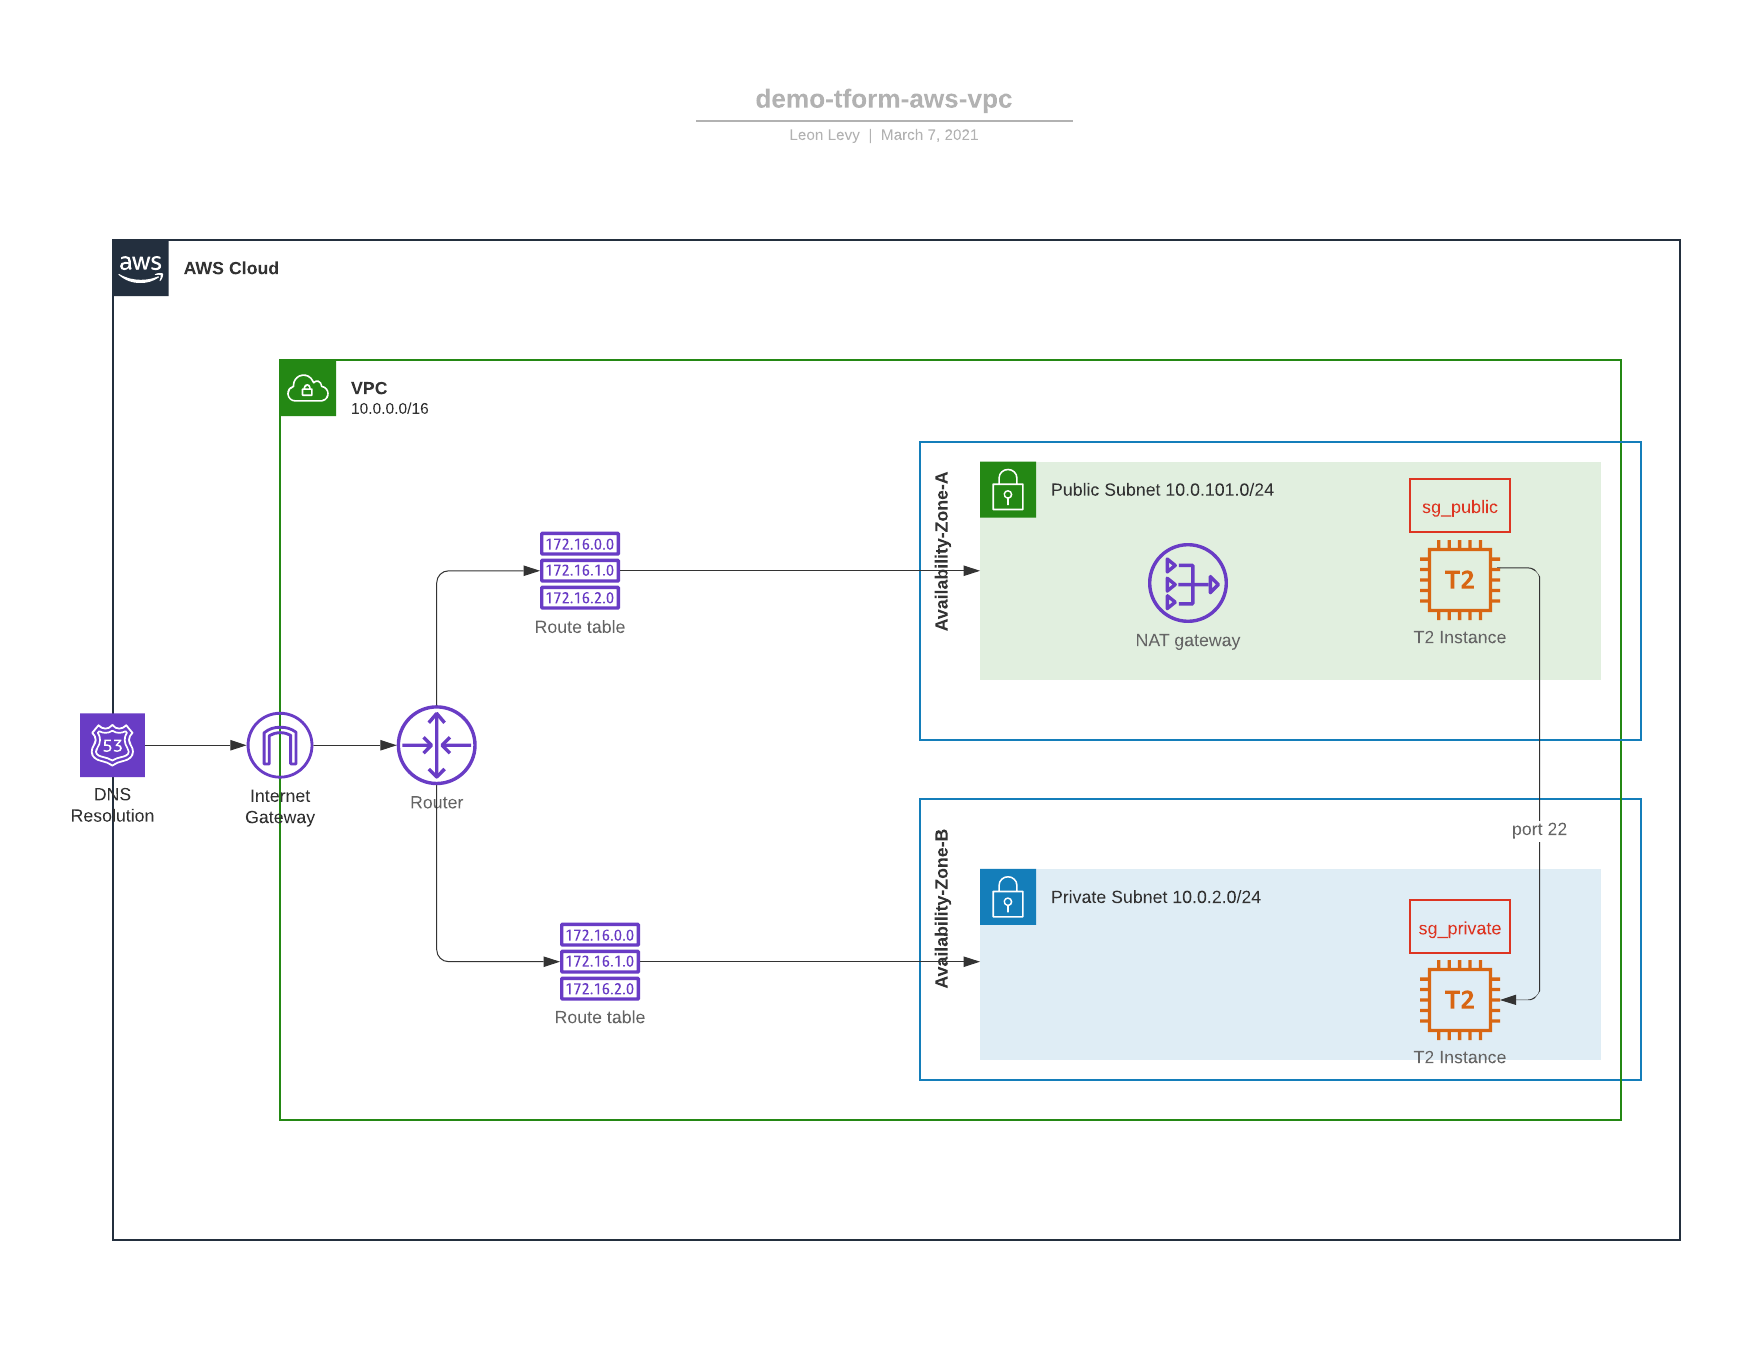 demo-tform-aws-vpc
Leon Levy | March 7, 2021
aws
AWS Cloud
VPC
10.0.0.0/16
Availability-Zone-A
Public Subnet 10.0.101.0/24
sg_public
T2
T2 Instance
NAT gateway
172.16.0.0
172.16.1.0
172.16.2.0
Route table
53
DNS
Resolution
Internet
Gateway
Router
port 22
Availability-Zone-B
Private Subnet 10.0.2.0/24
sg_private
T2
T2 Instance
172.16.0.0
172.16.1.0
172.16.2.0
Route table